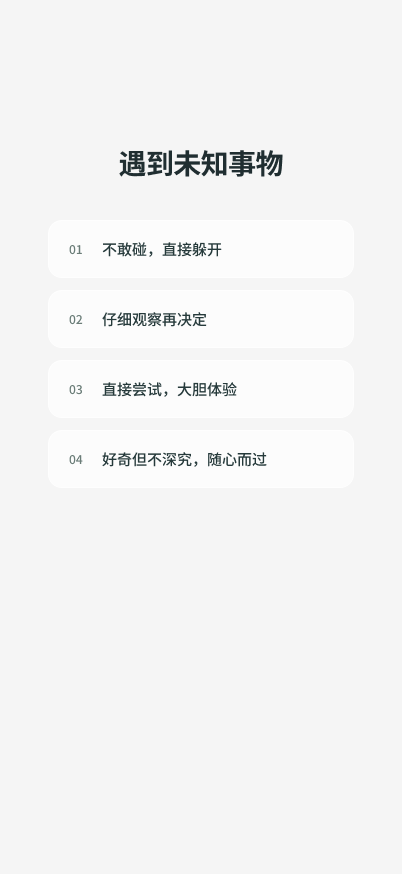 遇到未知事物
01 不敢碰，直接躲开
02 仔细观察再决定
03 直接尝试，大胆体验
04 好奇但不深究，随心而过